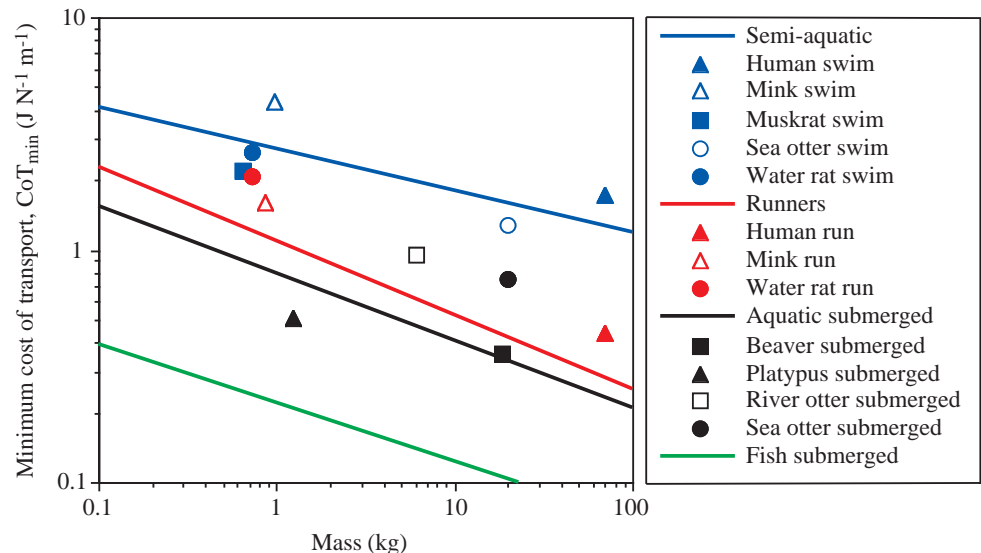 Minimum cost of transport, CoTmin (J N-1 m-1)
10
1
0.1
0.1
1
10
100
Mass (kg)
Semi-aquatic
Human swim
Mink swim
Muskrat swim
Sea otter swim
Water rat swim
Runners
Human run
Mink run
Water rat run
Aquatic submerged
Beaver submerged
Platypus submerged
River otter submerged
Sea otter submerged
Fish submerged